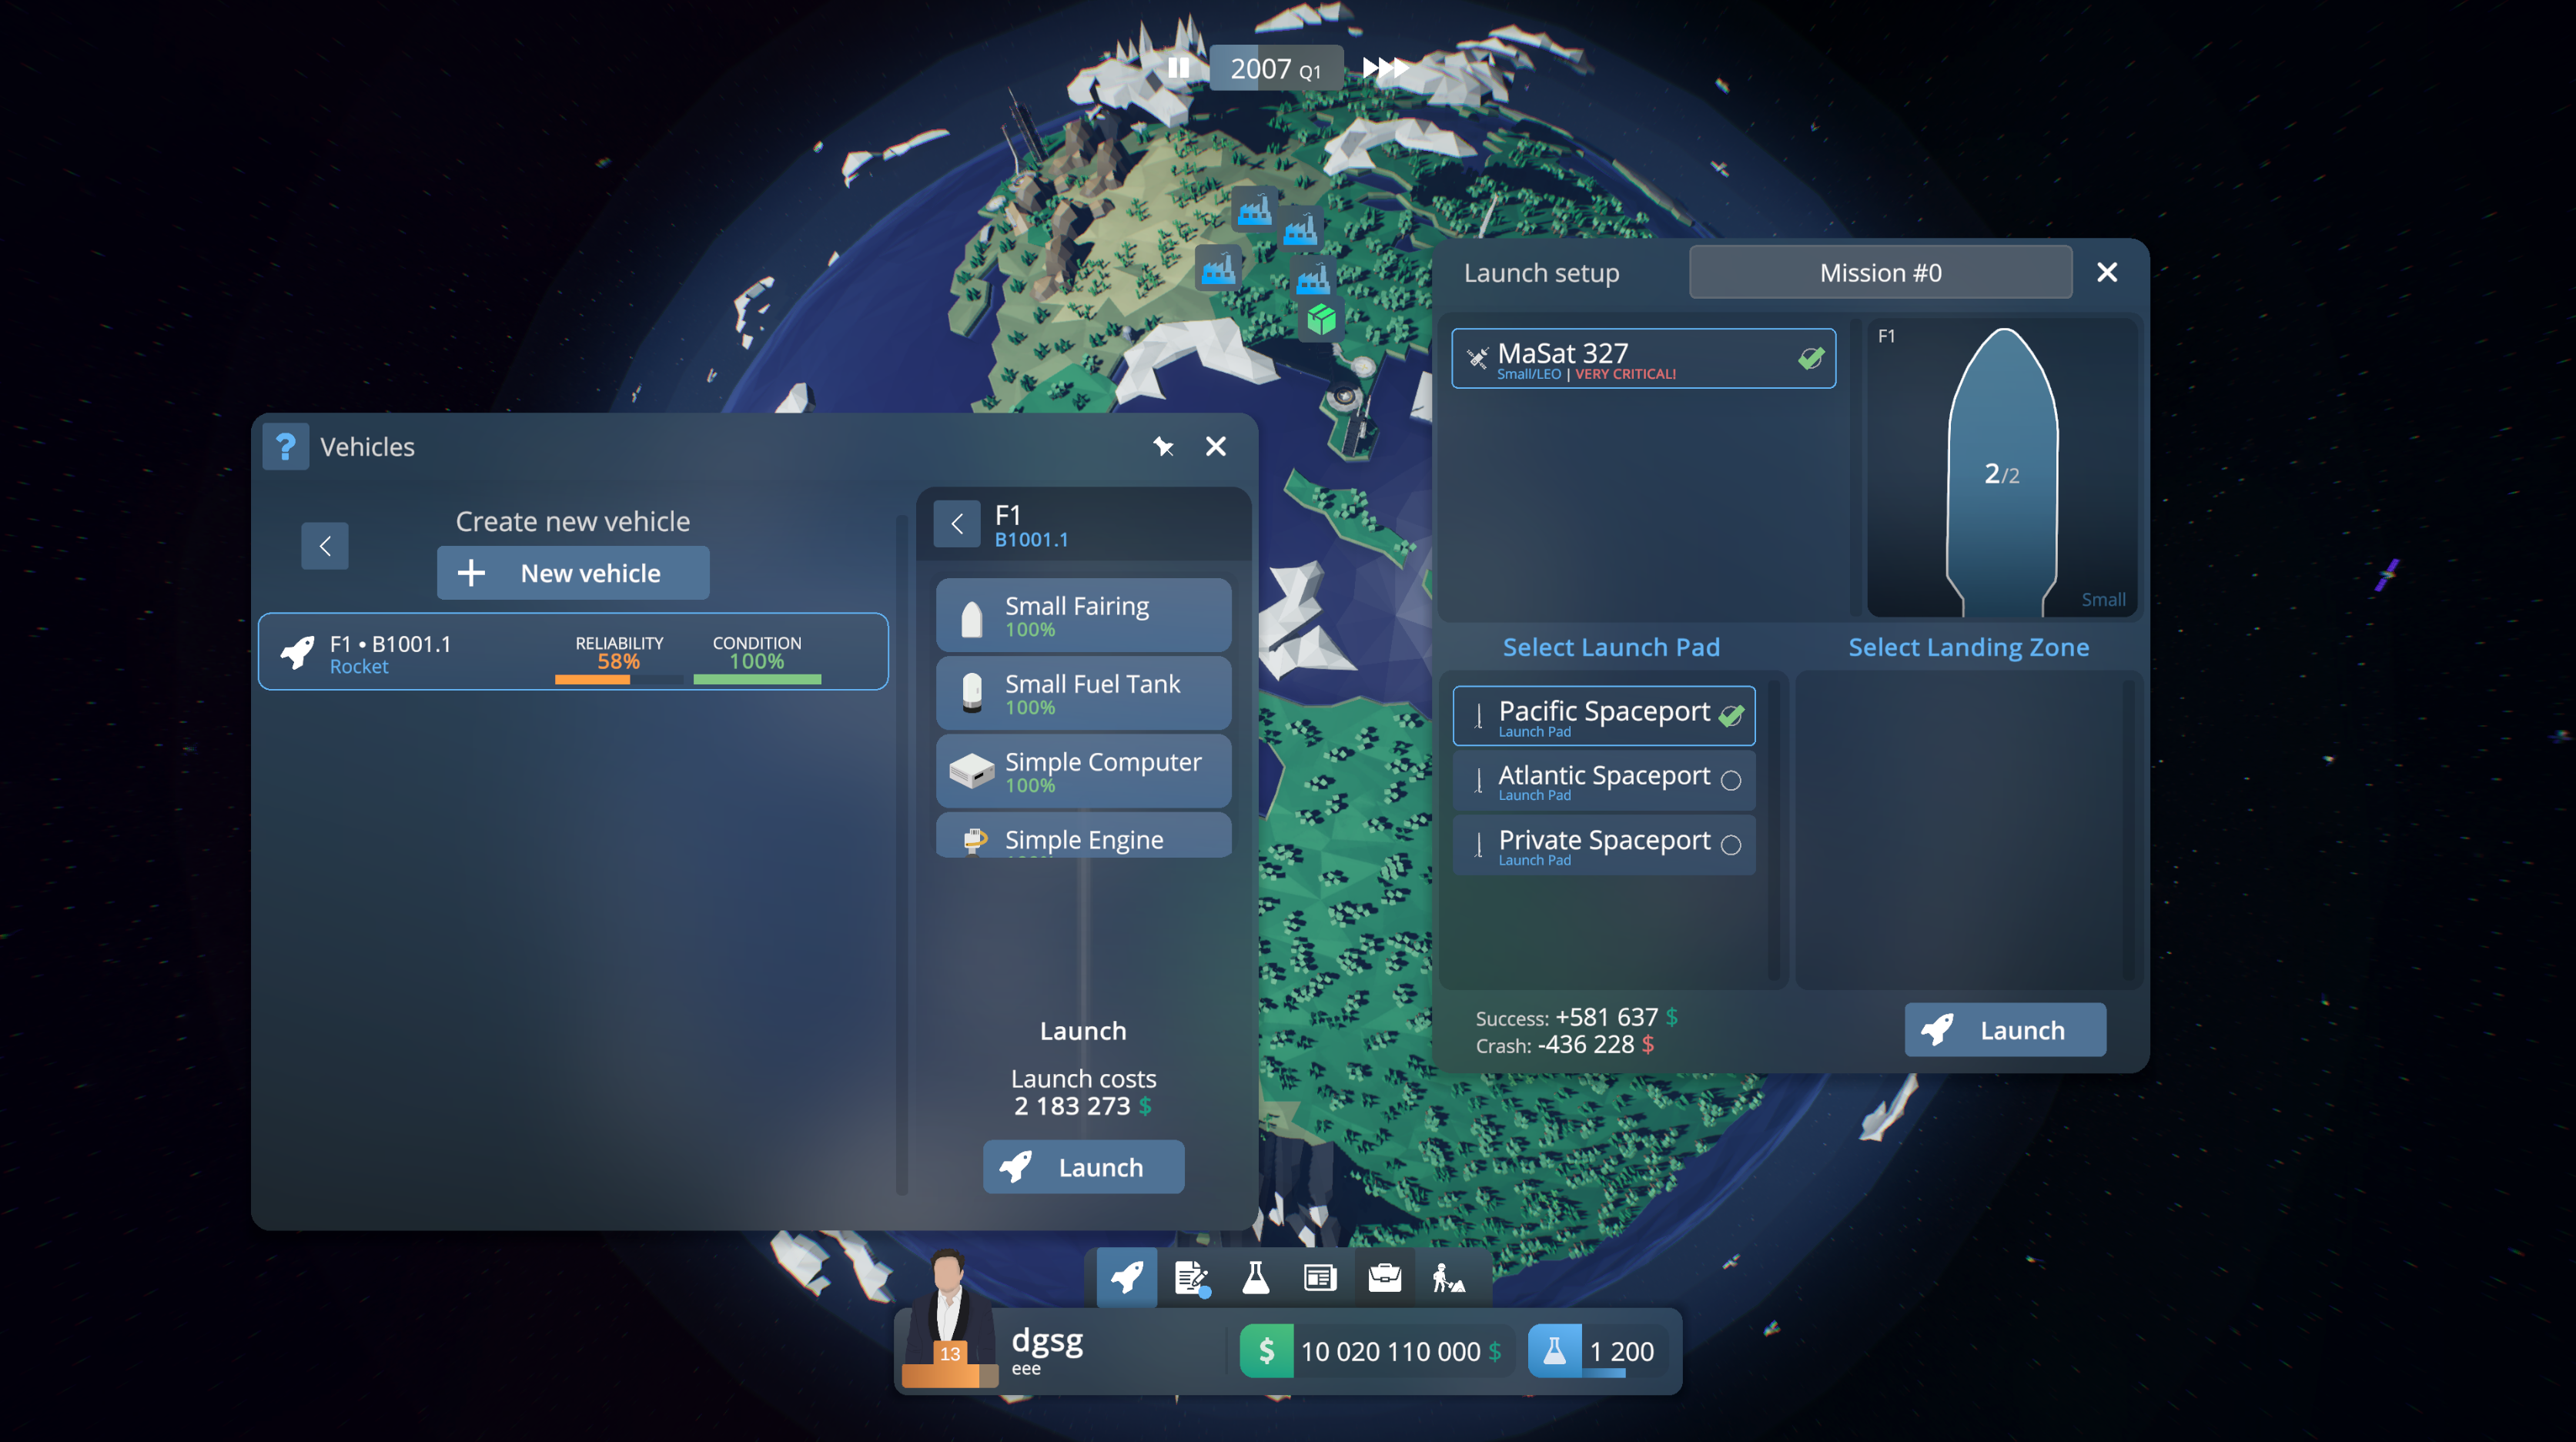 2007 Q1
Launch setup
Mission #0
MaSat 327
Small/LEO | VERY CRITICAL!
F1
2/2
Small
Select Launch Pad
Select Landing Zone
Pacific Spaceport
Launch Pad
Atlantic Spaceport
Launch Pad
Private Spaceport
Launch Pad
Success: +581 637 $
Crash: -436 228 $
Launch
? Vehicles
Create new vehicle
New vehicle
F1 • B1001.1
Rocket
RELIABILITY
58%
CONDITION
100%
F1
B1001.1
Small Fairing
100%
Small Fuel Tank
100%
Simple Computer
100%
Simple Engine
Launch
Launch costs
2 183 273 $
Launch
13
dgsg
eee
$ 10 020 110 000 $
1 200